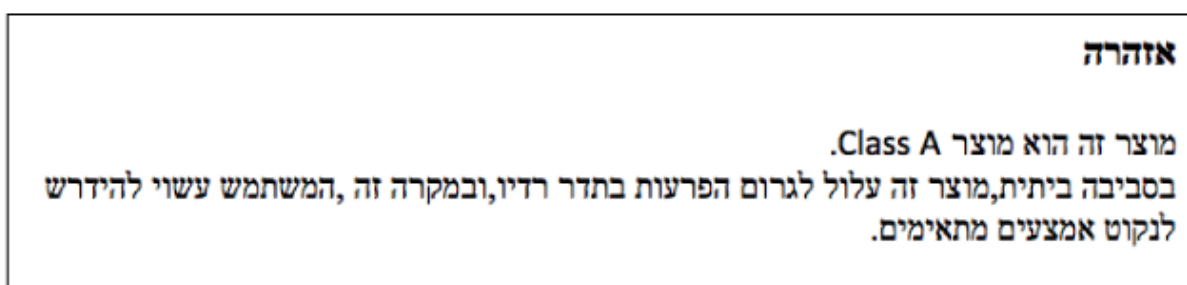 אזהרה
מוצר זה הוא מוצר Class A.
בסביבה ביתית,מוצר זה עלול לגרום הפרעות בתדר רדיו,ובמקרה זה ,המשתמש עשוי להידרש
לנקוט אמצעים מתאימים.